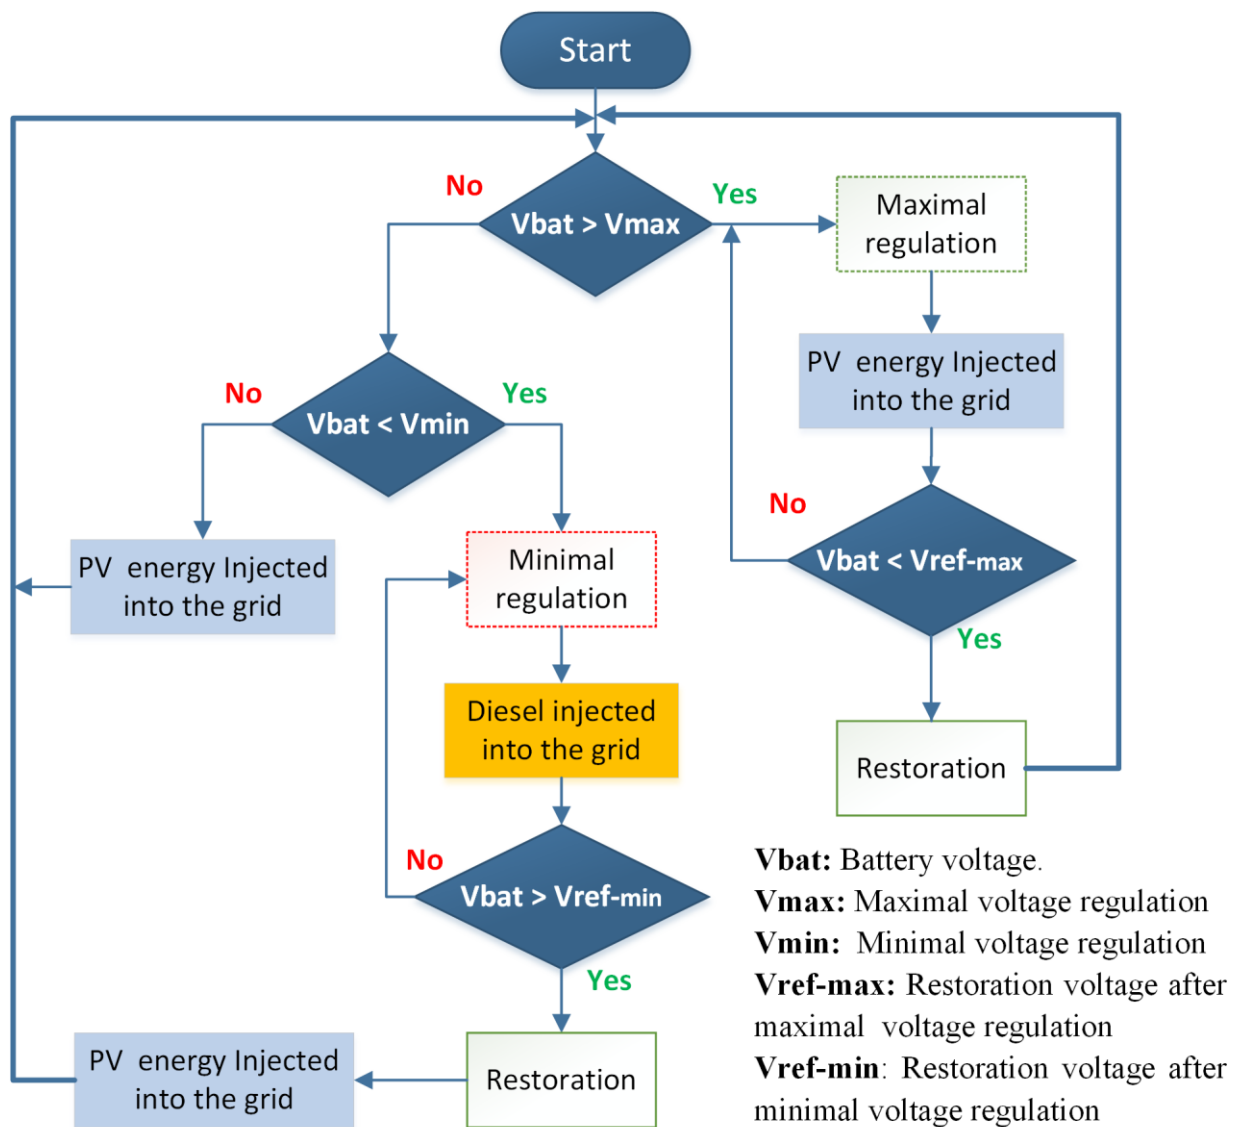 Start
No
Yes
Vbat > Vmax
Maximal
regulation
PV energy Injected
into the grid
No
Yes
Vbat < Vmin
No
Vbat < Vref-max
Yes
PV energy Injected
into the grid
Minimal
regulation
Diesel injected
into the grid
Restoration
No
Vbat > Vref-min
Yes
PV energy Injected
into the grid
Restoration
Vbat: Battery voltage.
Vmax: Maximal voltage regulation
Vmin: Minimal voltage regulation
Vref-max: Restoration voltage after
maximal voltage regulation
Vref-min: Restoration voltage after
minimal voltage regulation